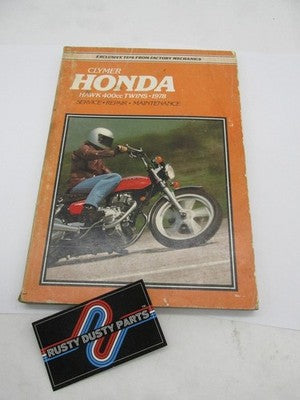 EXCLUSIVE TIPS FROM FACTORY MECHANICS
CLYMER
HONDA
HAWK 400cc TWINS • 1978
SERVICE • REPAIR • MAINTENANCE
RUSTY DUSTY PARTS